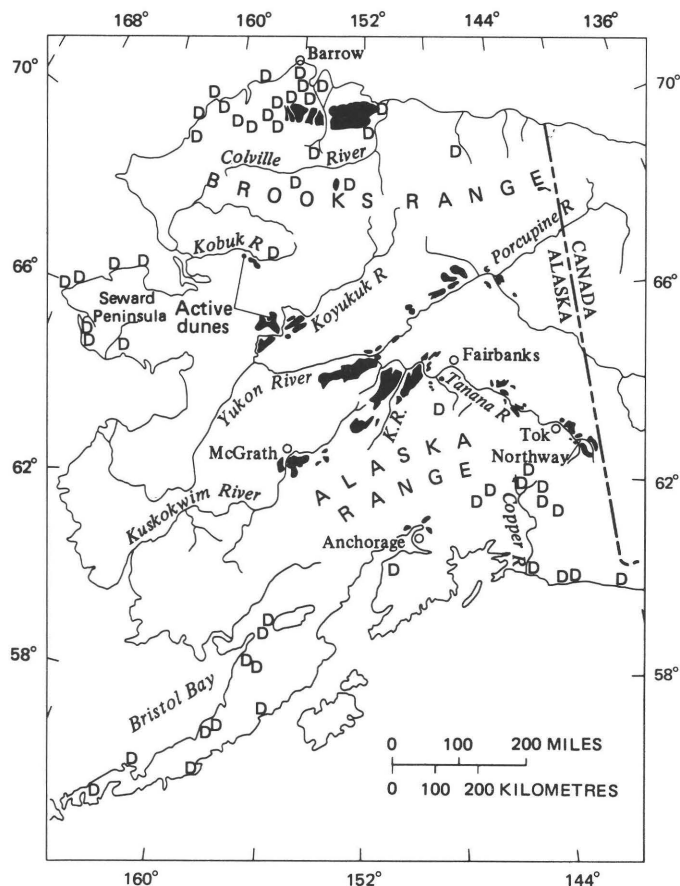 168° 160° 152° 144° 136°
70° 70°
Barrow
D D D D D D D D D D D D D D D D D
Colville River
D
D D
BROOKS RANGE
Kobuk R
D
Porcupine R
66° 66°
D D D D
CANADA
ALASKA
Seward
Peninsula
D D D
Active
dunes
Koyukuk R
Fairbanks
Yukon River
Tanana R
D
K.R.
McGrath
Tok
Northway
62° 62°
ALASKA
RANGE
D D D D D D D
Kuskokwim River
Copper R
Anchorage
D
D D D D
D D
58° 58°
D D
Bristol Bay
D D D
D D D
0 100 200 MILES
0 100 200 KILOMETRES
160° 152° 144°